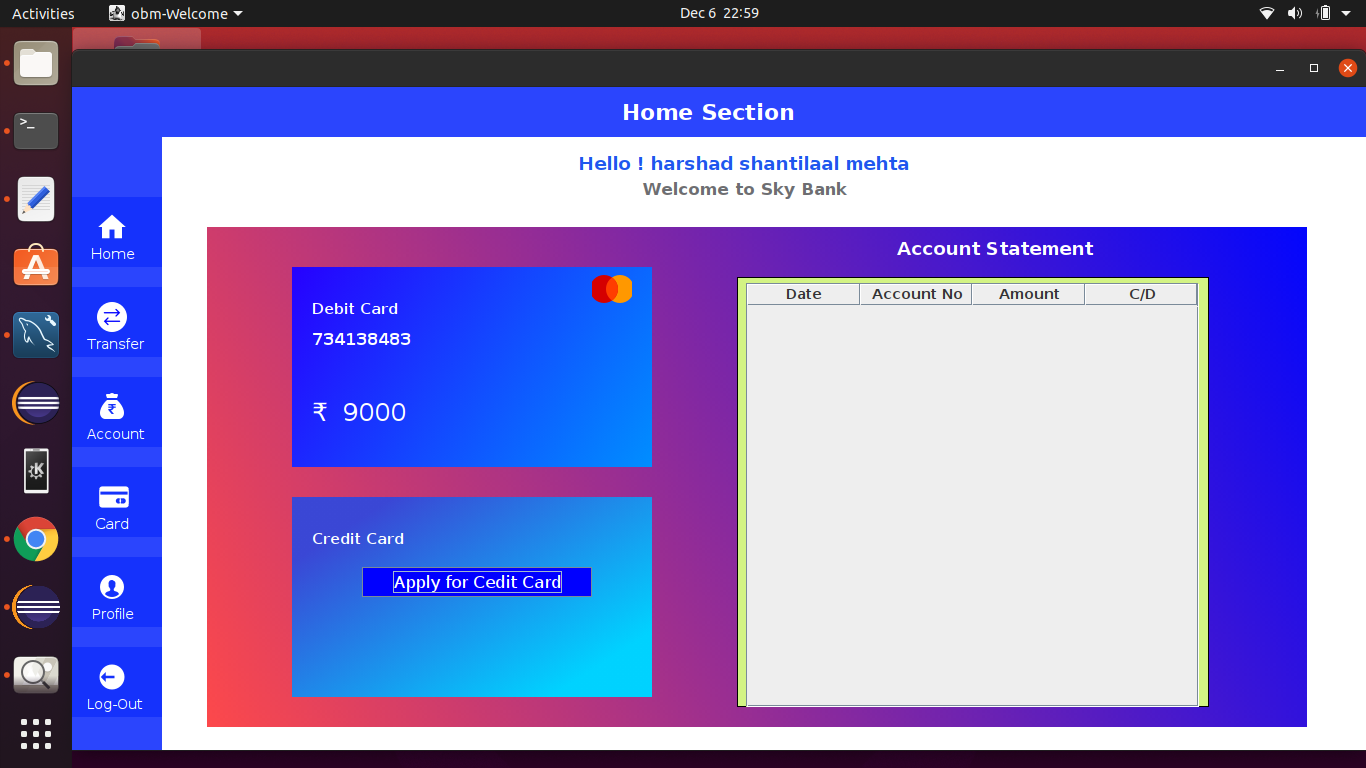 Activities
obm-Welcome
Dec 6 22:59
>_
Home Section
Hello ! harshad shantilaal mehta
Welcome to Sky Bank
Home
Transfer
Account
Card
Profile
Log-Out
Debit Card
734138483
₹ 9000
Credit Card
Apply for Cedit Card
Account Statement
Date Account No Amount C/D